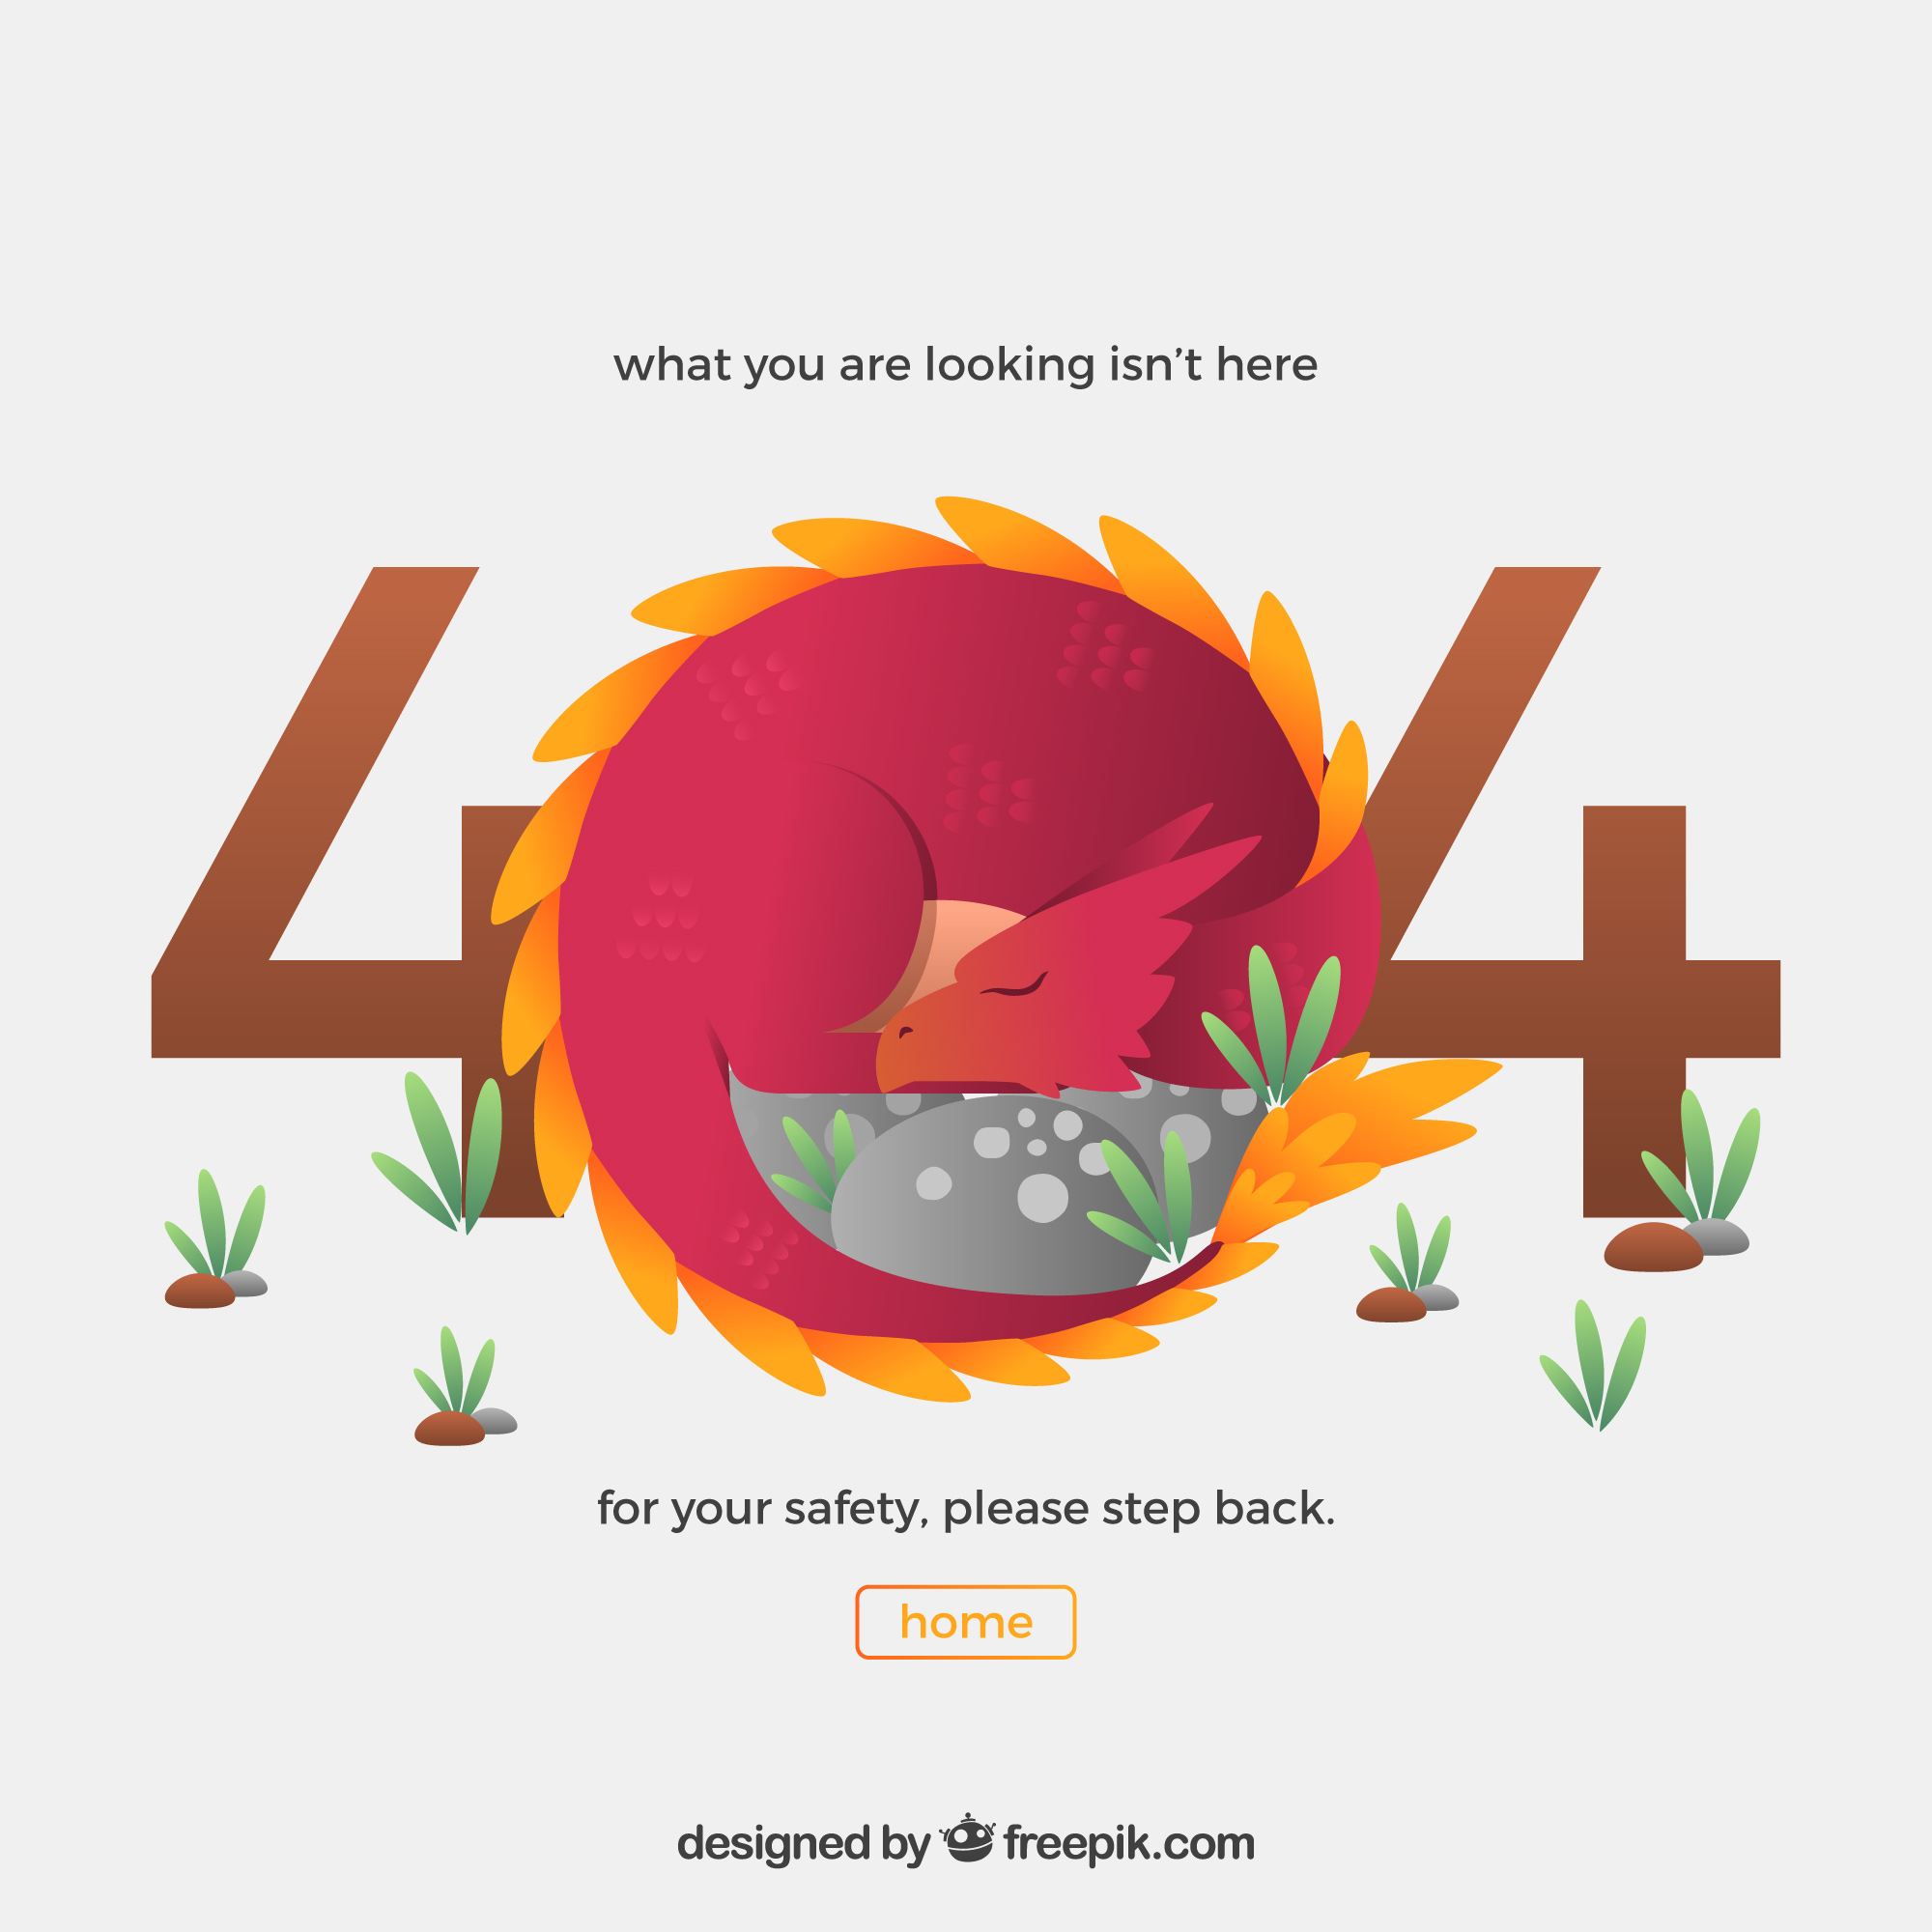 what you are looking isn’t here
4 4
for your safety, please step back.
home
designed by freepik.com